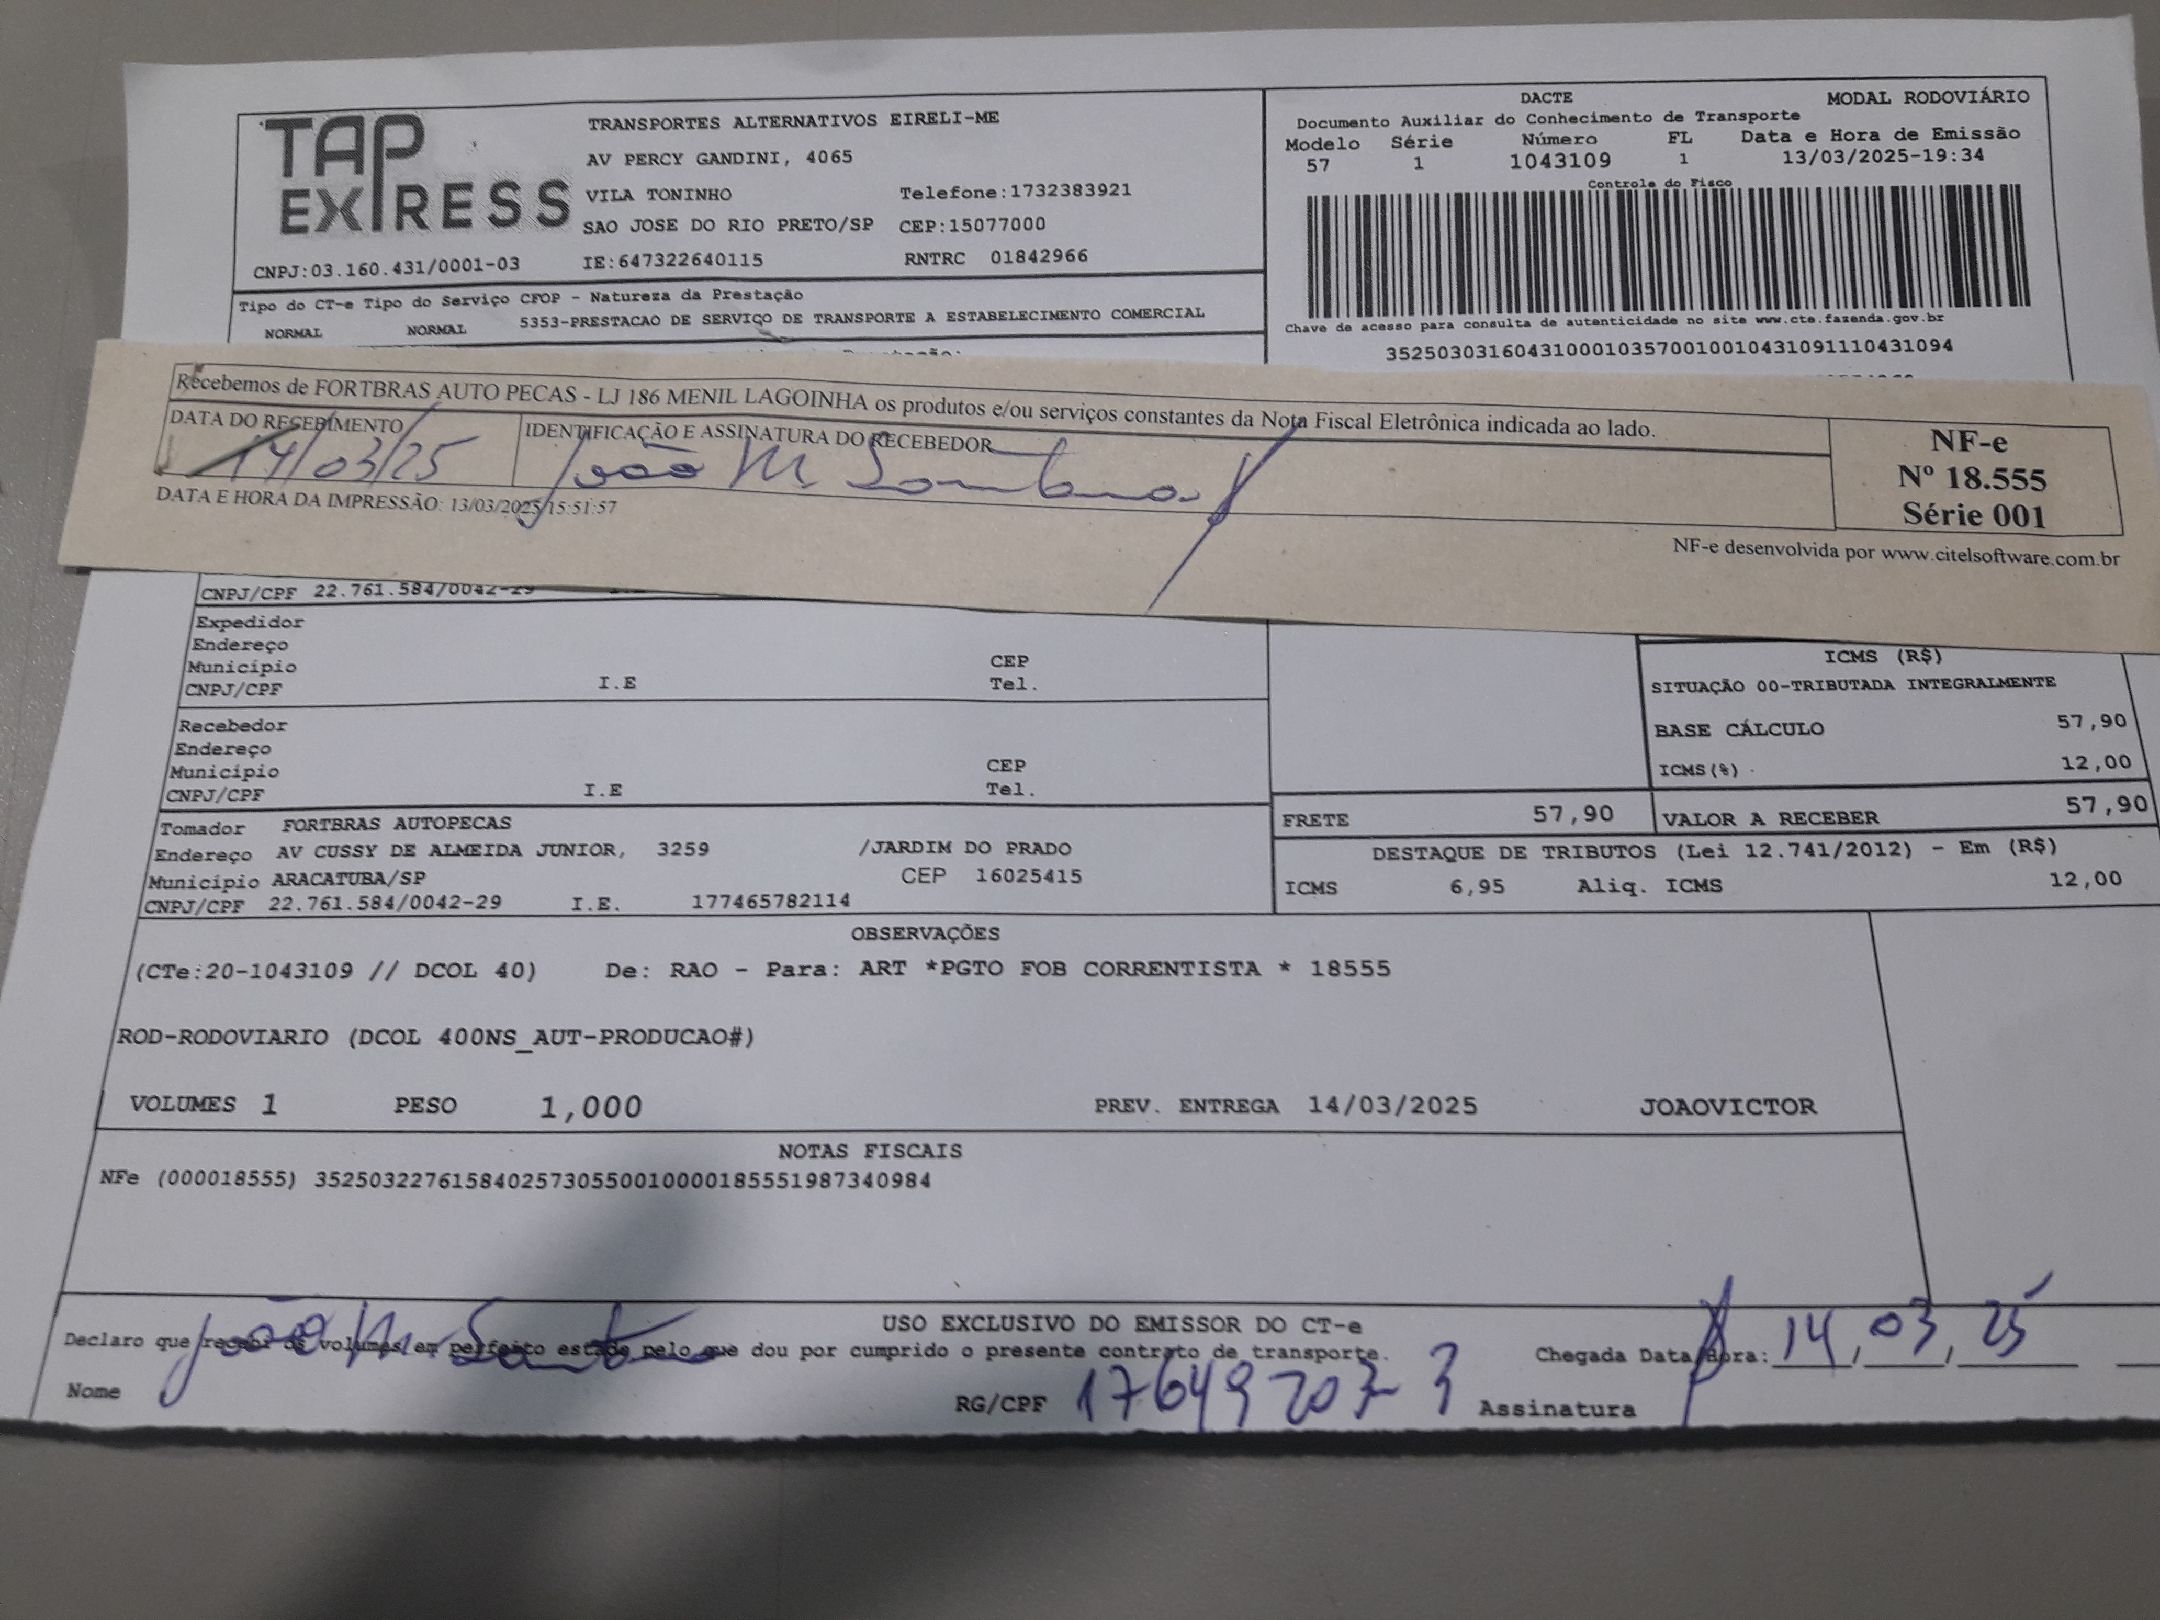 TAP EXPRESS
TRANSPORTES ALTERNATIVOS EIRELI-ME
AV PERCY GANDINI, 4065
VILA TONINHO Telefone:1732383921
SAO JOSE DO RIO PRETO/SP CEP:15077000
CNPJ:03.160.431/0001-03 IE:647322640115 RNTRC 01842966
DACTE MODAL RODOVIÁRIO
Documento Auxiliar do Conhecimento de Transporte
Modelo Série Número FL Data e Hora de Emissão
57 1 1043109 1 13/03/2025-19:34
Controle do Fisco
Chave de acesso para consulta de autenticidade no site www.cte.fazenda.gov.br
35250303160431000103570010010431091110431094
Tipo do CT-e Tipo do Serviço CFOP - Natureza da Prestação
NORMAL NORMAL 5353-PRESTACAO DE SERVIÇO DE TRANSPORTE A ESTABELECIMENTO COMERCIAL
Recebemos de FORTBRAS AUTO PECAS - LJ 186 MENIL LAGOINHA os produtos e/ou serviços constantes da Nota Fiscal Eletrônica indicada ao lado.
DATA DO RECEBIMENTO IDENTIFICAÇÃO E ASSINATURA DO RECEBEDOR
14/03/25 João M
DATA E HORA DA IMPRESSÃO: 13/03/2025 15:51:57
NF-e
Nº 18.555
Série 001
NF-e desenvolvida por www.citelsoftware.com.br
CNPJ/CPF 22.761.584/0042-29
Expedidor
Endereço
Município CEP
CNPJ/CPF I.E Tel.
Recebedor
Endereço
Município CEP
CNPJ/CPF I.E Tel.
ICMS (R$)
SITUAÇÃO 00-TRIBUTADA INTEGRALMENTE
BASE CÁLCULO 57,90
ICMS(%) 12,00
FRETE 57,90 VALOR A RECEBER 57,90
DESTAQUE DE TRIBUTOS (Lei 12.741/2012) - Em (R$)
ICMS 6,95 Aliq. ICMS 12,00
Tomador FORTBRAS AUTOPECAS
Endereço AV CUSSY DE ALMEIDA JUNIOR, 3259 /JARDIM DO PRADO
Município ARACATUBA/SP CEP 16025415
CNPJ/CPF 22.761.584/0042-29 I.E. 177465782114
OBSERVAÇÕES
(CTe:20-1043109 // DCOL 40) De: RAO - Para: ART *PGTO FOB CORRENTISTA * 18555
ROD-RODOVIARIO (DCOL 400NS_AUT-PRODUCAO#)
VOLUMES 1 PESO 1,000 PREV. ENTREGA 14/03/2025 JOAOVICTOR
NOTAS FISCAIS
NFe (000018555) 35250322761584025730550010000185551987340984
USO EXCLUSIVO DO EMISSOR DO CT-e
Declaro que recebi os volumes em perfeito estado pelo que dou por cumprido o presente contrato de transporte. Chegada Data/Hora: 14, 03, 25
Nome João M. RG/CPF 17649203-3 Assinatura